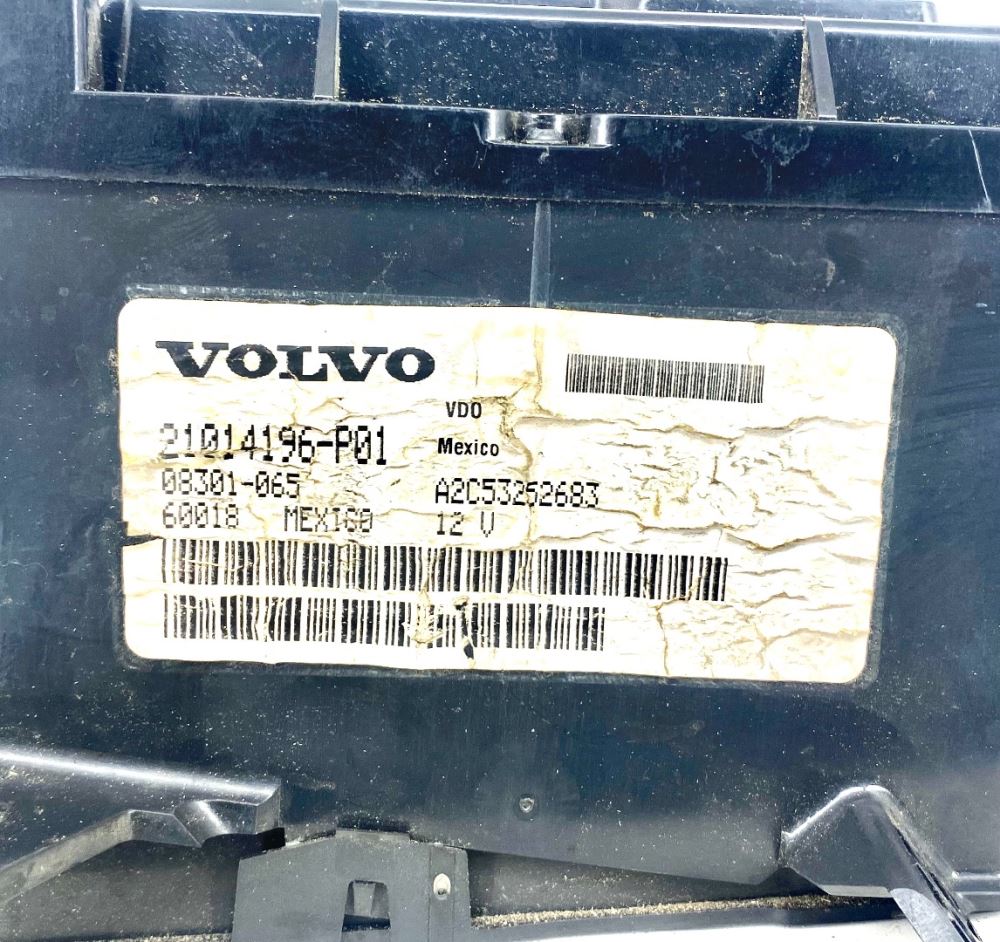 VOLVO
VDO
21014196-P01 Mexico
08301-065 A2C53252683
60018 MEXICO 12 V